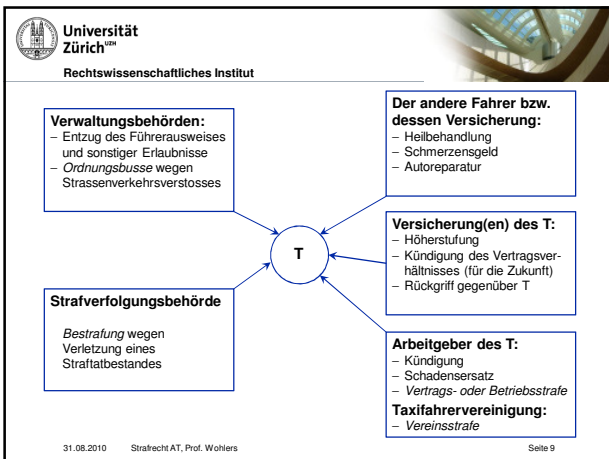 Universität
Zürich UZH
Rechtswissenschaftliches Institut
Verwaltungsbehörden:
– Entzug des Führerausweises
und sonstiger Erlaubnisse
– Ordnungsbusse wegen
Strassenverkehrsverstosses
Strafverfolgungsbehörde
Bestrafung wegen
Verletzung eines
Straftatbestandes
T
Der andere Fahrer bzw.
dessen Versicherung:
– Heilbehandlung
– Schmerzensgeld
– Autoreparatur
Versicherung(en) des T:
– Höherstufung
– Kündigung des Vertragsver-
hältnisses (für die Zukunft)
– Rückgriff gegenüber T
Arbeitgeber des T:
– Kündigung
– Schadensersatz
– Vertrags- oder Betriebsstrafe
Taxifahrervereinigung:
– Vereinsstrafe
31.08.2010 Strafrecht AT, Prof. Wohlers Seite 9